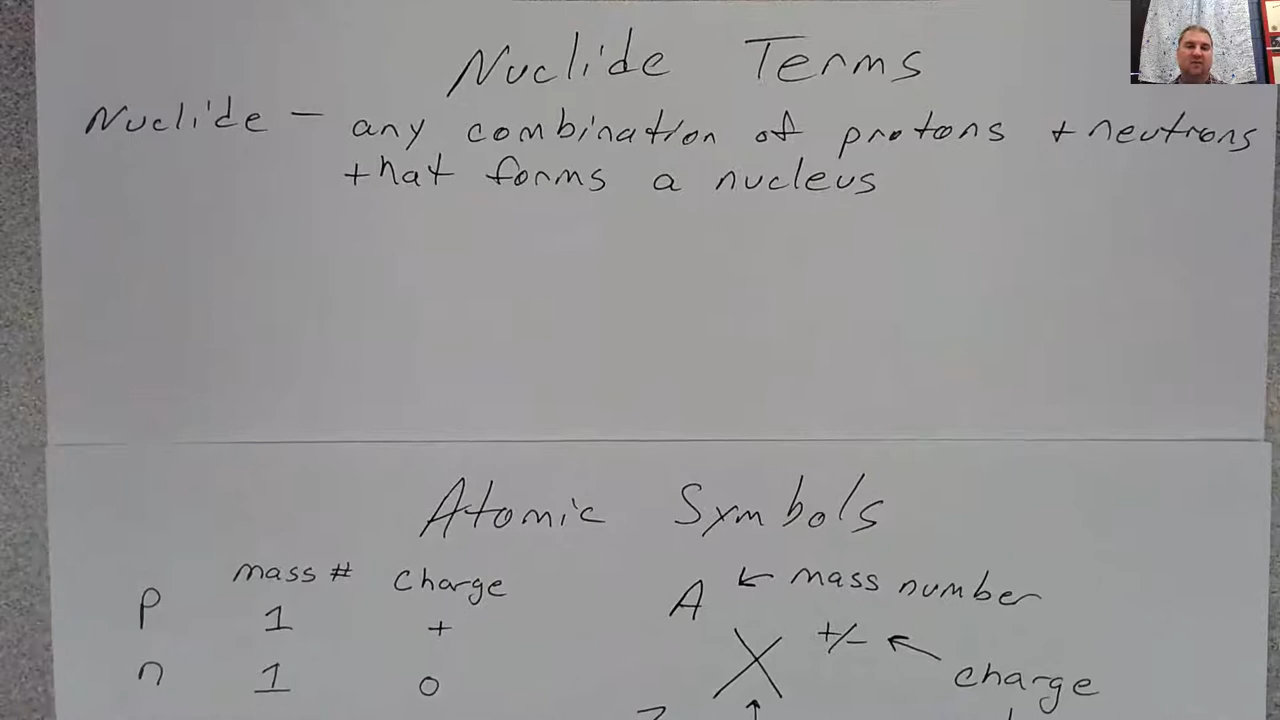 Nuclide Terms
Nuclide - any combination of protons + neutrons
that forms a nucleus
Atomic Symbols
mass # charge
p 1 +
n 1 0
A ← mass number
X +/- ← charge
Z ↑